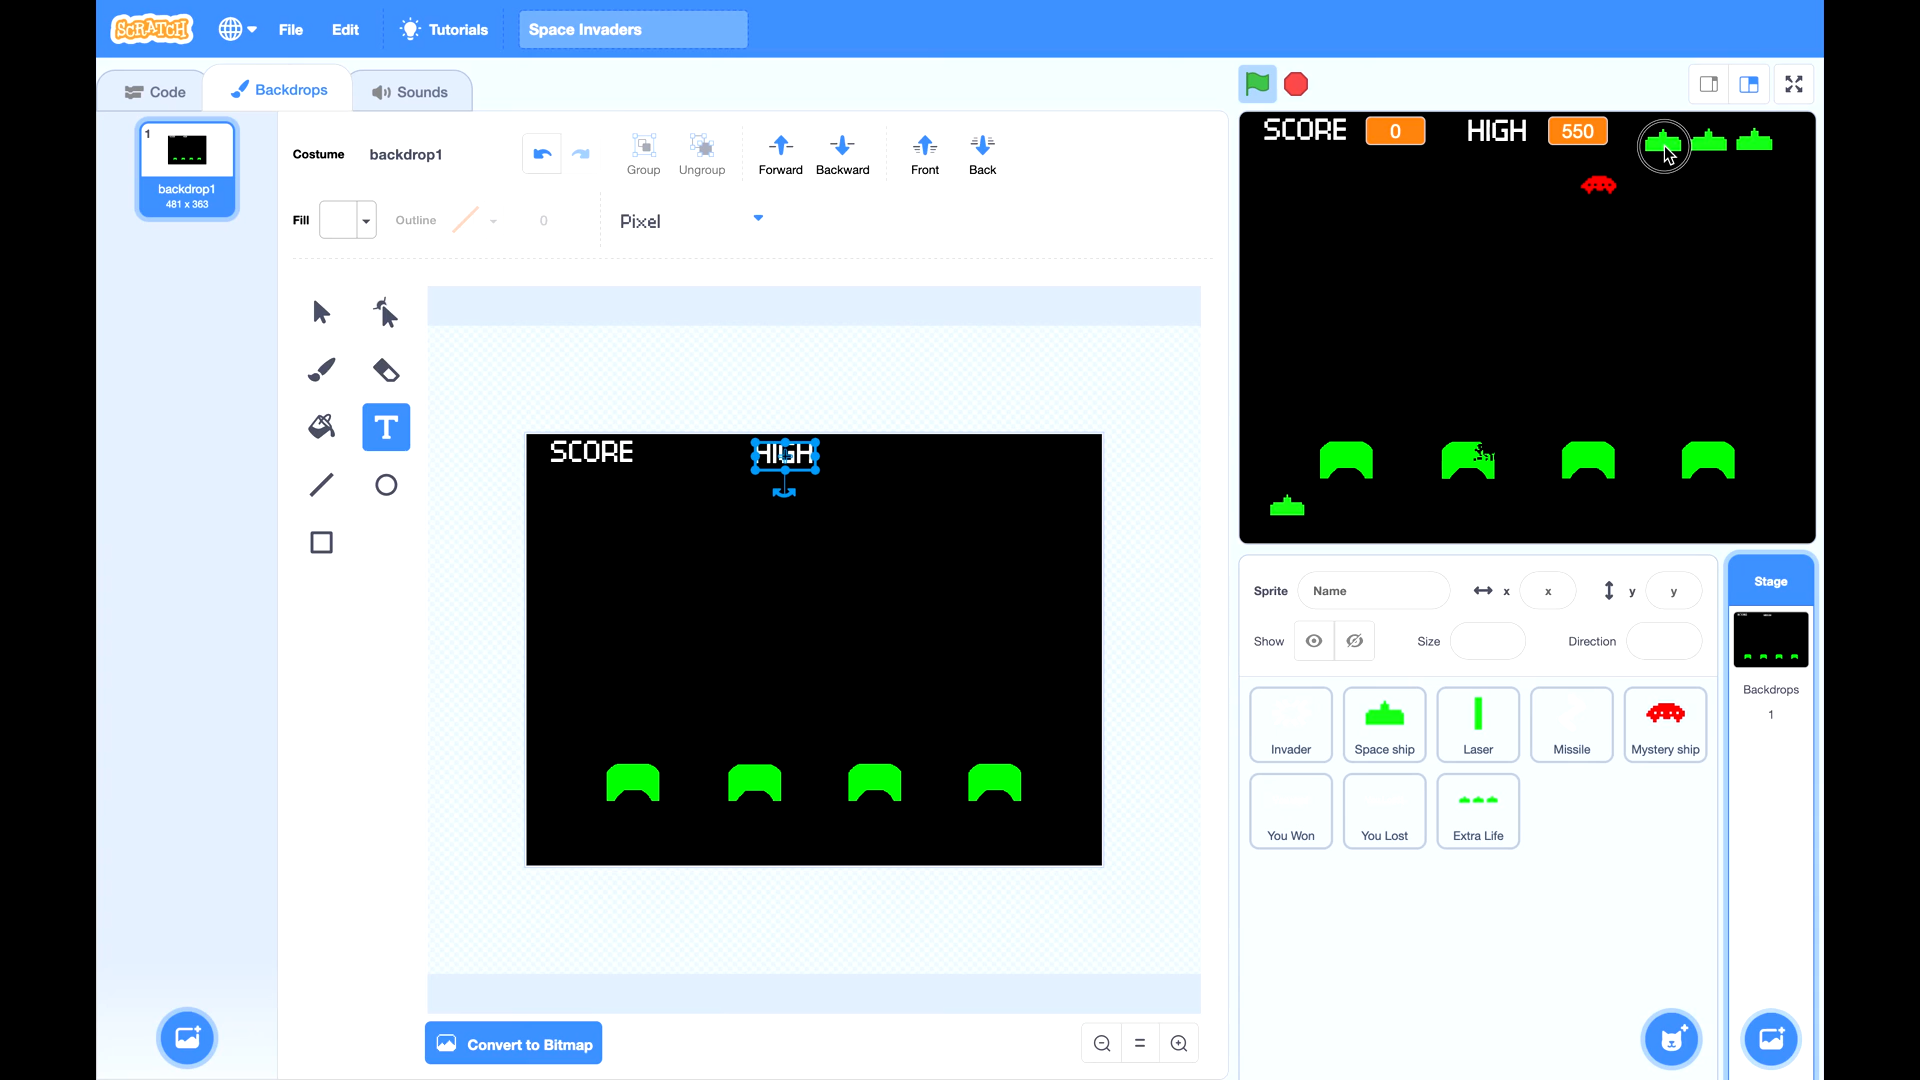 SCRATCH File Edit Tutorials Space Invaders
Code Backdrops Sounds
1
backdrop1
481 x 363
Costume backdrop1
Group Ungroup Forward Backward Front Back
Fill Outline 0 Pixel
T
SCORE HIGH
Convert to Bitmap
SCORE 0 HIGH 550
Sprite Name x x y y
Show Size Direction
Invader Space ship Laser Missile Mystery ship
You Won You Lost Extra Life
Stage
Backdrops
1